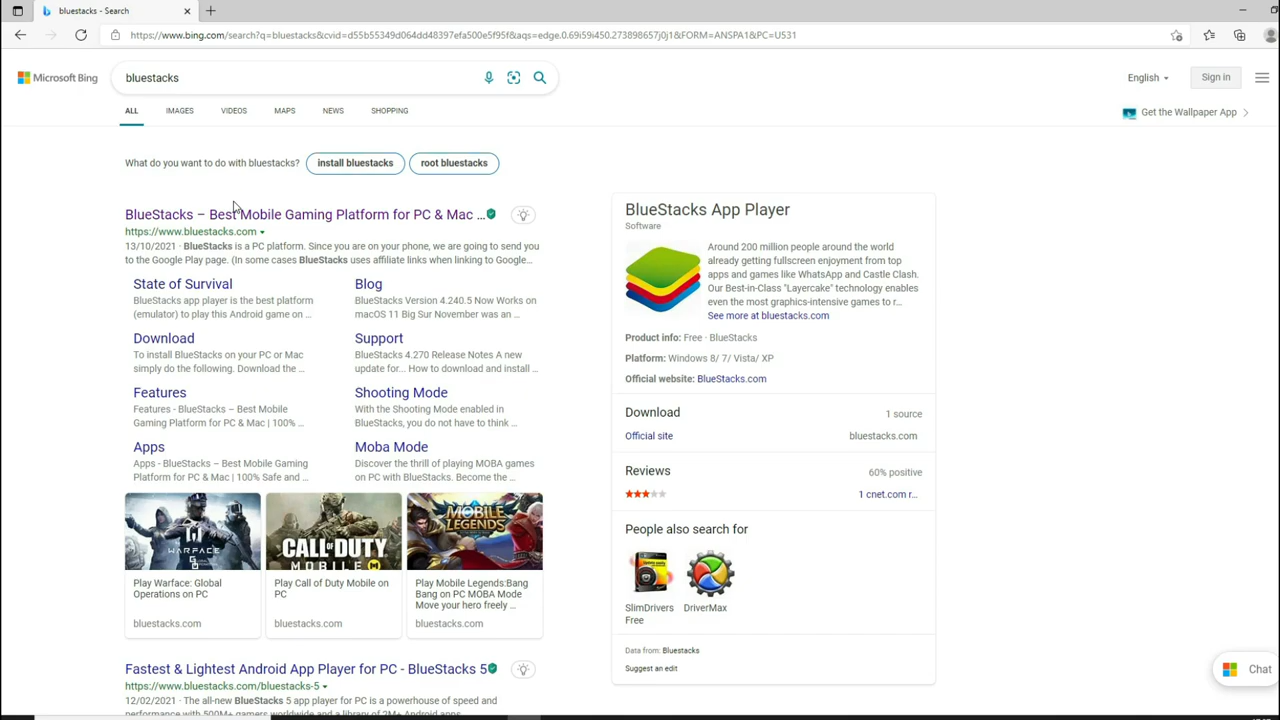 bluestacks - Search
https://www.bing.com/search?q=bluestacks&cvid=d55b55349d064dd48397efa500e5f95f&aqs=edge.0.69i59i450.273898657j0j1&FORM=ANSPA1&PC=U531
Microsoft Bing
bluestacks
English
Sign in
ALL IMAGES VIDEOS MAPS NEWS SHOPPING
Get the Wallpaper App
What do you want to do with bluestacks? install bluestacks root bluestacks
BlueStacks – Best Mobile Gaming Platform for PC & Mac ...
https://www.bluestacks.com
13/10/2021 · BlueStacks is a PC platform. Since you are on your phone, we are going to send you
to the Google Play page. (In some cases BlueStacks uses affiliate links when linking to Google…
State of Survival
BlueStacks app player is the best platform
(emulator) to play this Android game on ...
Blog
BlueStacks Version 4.240.5 Now Works on
macOS 11 Big Sur November was an ...
Download
To install BlueStacks on your PC or Mac
simply do the following. Download the ...
Support
BlueStacks 4.270 Release Notes A new
update for... How to download and install ...
Features
Features - BlueStacks – Best Mobile
Gaming Platform for PC & Mac | 100% ...
Shooting Mode
With the Shooting Mode enabled in
BlueStacks, you do not have to think ...
Apps
Apps - BlueStacks – Best Mobile Gaming
Platform for PC & Mac | 100% Safe and ...
Moba Mode
Discover the thrill of playing MOBA games
on PC with BlueStacks. Become the ...
WARFACE
CALL OF DUTY
MOBILE
MOBILE
LEGENDS
Play Warface: Global
Operations on PC
bluestacks.com
Play Call of Duty Mobile on
PC
bluestacks.com
Play Mobile Legends:Bang
Bang on PC MOBA Mode
Move your hero freely ...
bluestacks.com
Fastest & Lightest Android App Player for PC - BlueStacks 5
https://www.bluestacks.com/bluestacks-5
12/02/2021 · The all-new BlueStacks 5 app player for PC is a powerhouse of speed and
performance with 500M+ gamers worldwide and a library of 2M+ Android apps.
BlueStacks App Player
Software
Around 200 million people around the world
already getting fullscreen enjoyment from top
apps and games like WhatsApp and Castle Clash.
Our Best-in-Class "Layercake" technology enables
even the most graphics-intensive games to r…
See more at bluestacks.com
Product info: Free · BlueStacks
Platform: Windows 8/ 7/ Vista/ XP
Official website: BlueStacks.com
Download 1 source
Official site bluestacks.com
Reviews 60% positive
1 cnet.com r...
People also search for
SlimDrivers
Free
DriverMax
Data from: Bluestacks
Suggest an edit
Chat